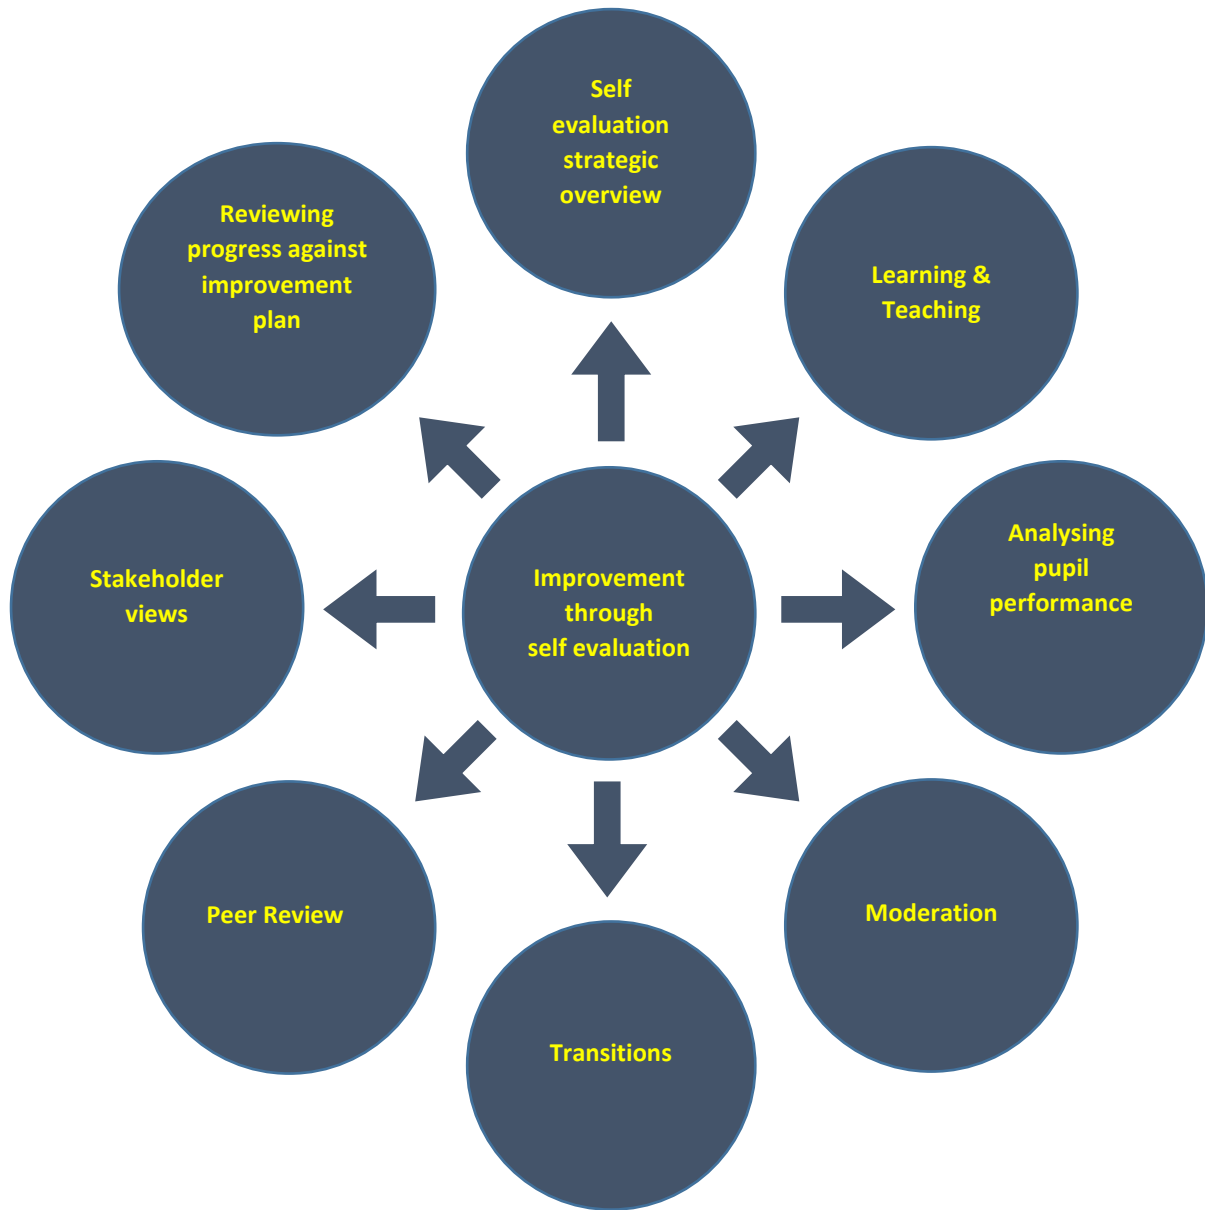 Self
evaluation
strategic
overview
Learning &
Teaching
Analysing
pupil
performance
Moderation
Transitions
Peer Review
Stakeholder
views
Reviewing
progress against
improvement
plan
Improvement
through
self evaluation